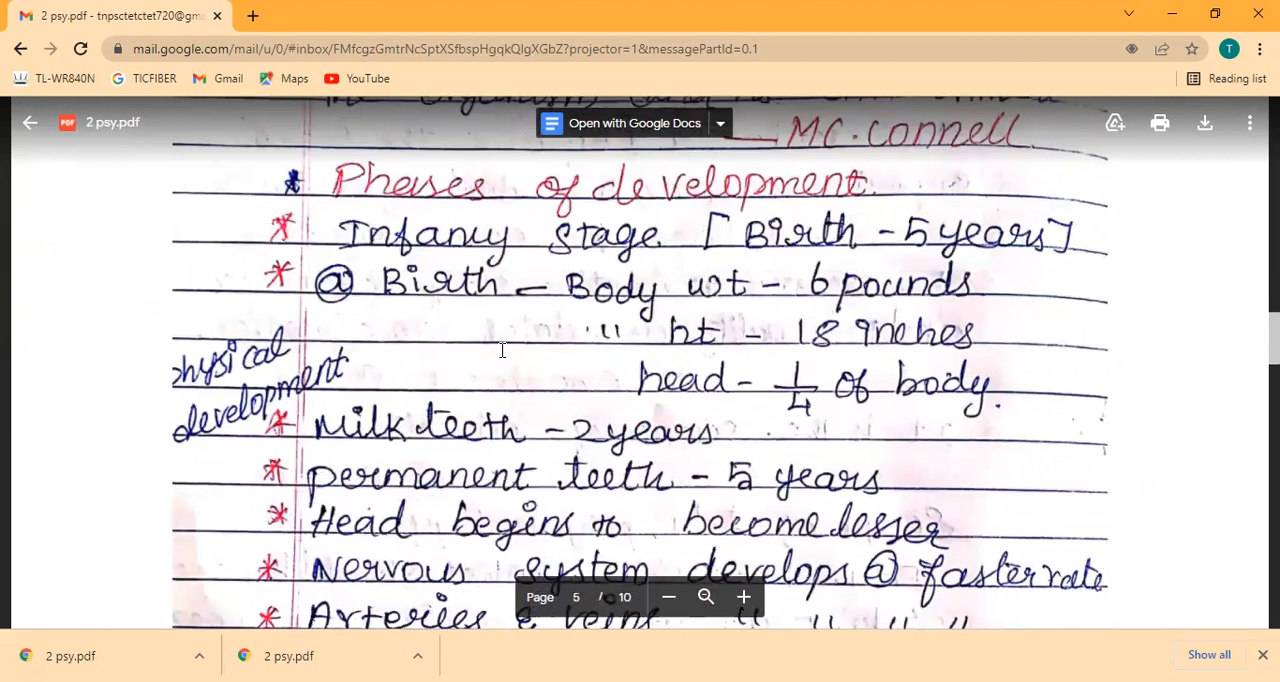 2 psy.pdf - tnpsctetctet720@gm
mail.google.com/mail/u/0/#inbox/FMfcgzGmtrNcSptXSfbspHgqkQlgXGbZ?projector=1&messagePartId=0.1
T
TL-WR840N TICFIBER Gmail Maps YouTube Reading list
2 psy.pdf Open with Google Docs
MC.Connell
* Phases of development.
* Infancy stage [Birth - 5 years]
* @ Birth - Body wt - 6 pounds
" ht - 18 inches
physical
head - 1/4 of body.
development
* Milk teeth - 2 years
* permanent teeth - 5 years
* Head begins to become lesser
* Nervous system develops @ faster rate
Page 5 / 10
* Arteries & veins " " " "
2 psy.pdf 2 psy.pdf Show all